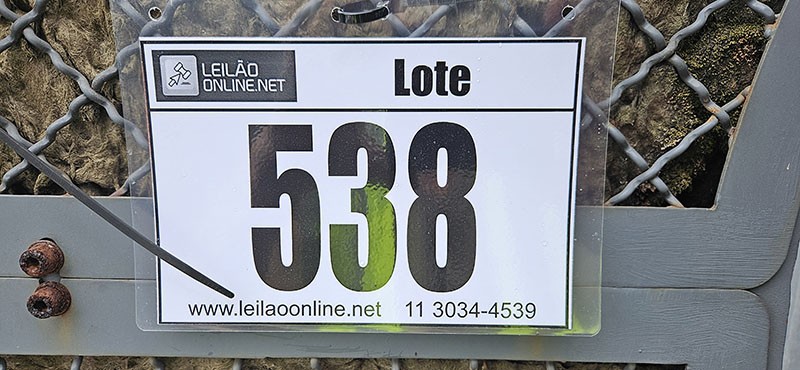 LEILÃO
ONLINE.NET
Lote
538
www.leilaoonline.net 11 3034-4539